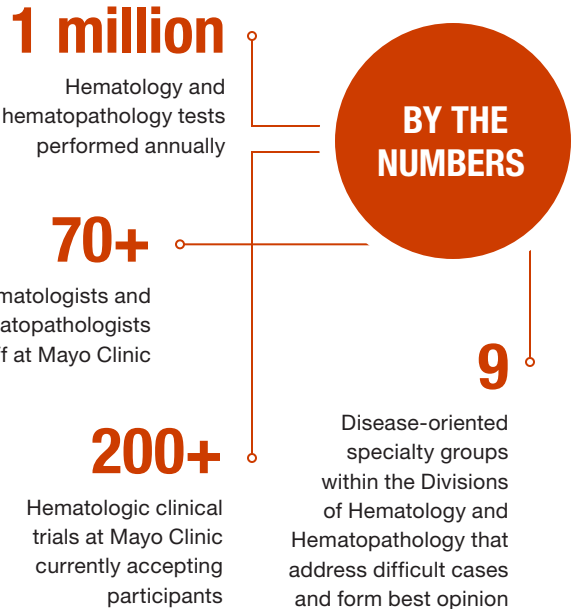 1 million
Hematology and
hematopathology tests
performed annually
BY THE
NUMBERS
70+
and
at Mayo Clinic
200+
Hematologic clinical
trials at Mayo Clinic
currently accepting
participants
9
Disease-oriented
specialty groups
within the Divisions
of Hematology and
Hematopathology that
address difficult cases
and form best opinion